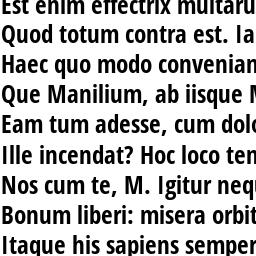 Est enim effectrix multaru
Quod totum contra est. Ia
Haec quo modo convenian
Que Manilium, ab iisque M
Eam tum adesse, cum dolo
Ille incendat? Hoc loco ten
Nos cum te, M. Igitur nequ
Bonum liberi: misera orbit
Itaque his sapiens semper